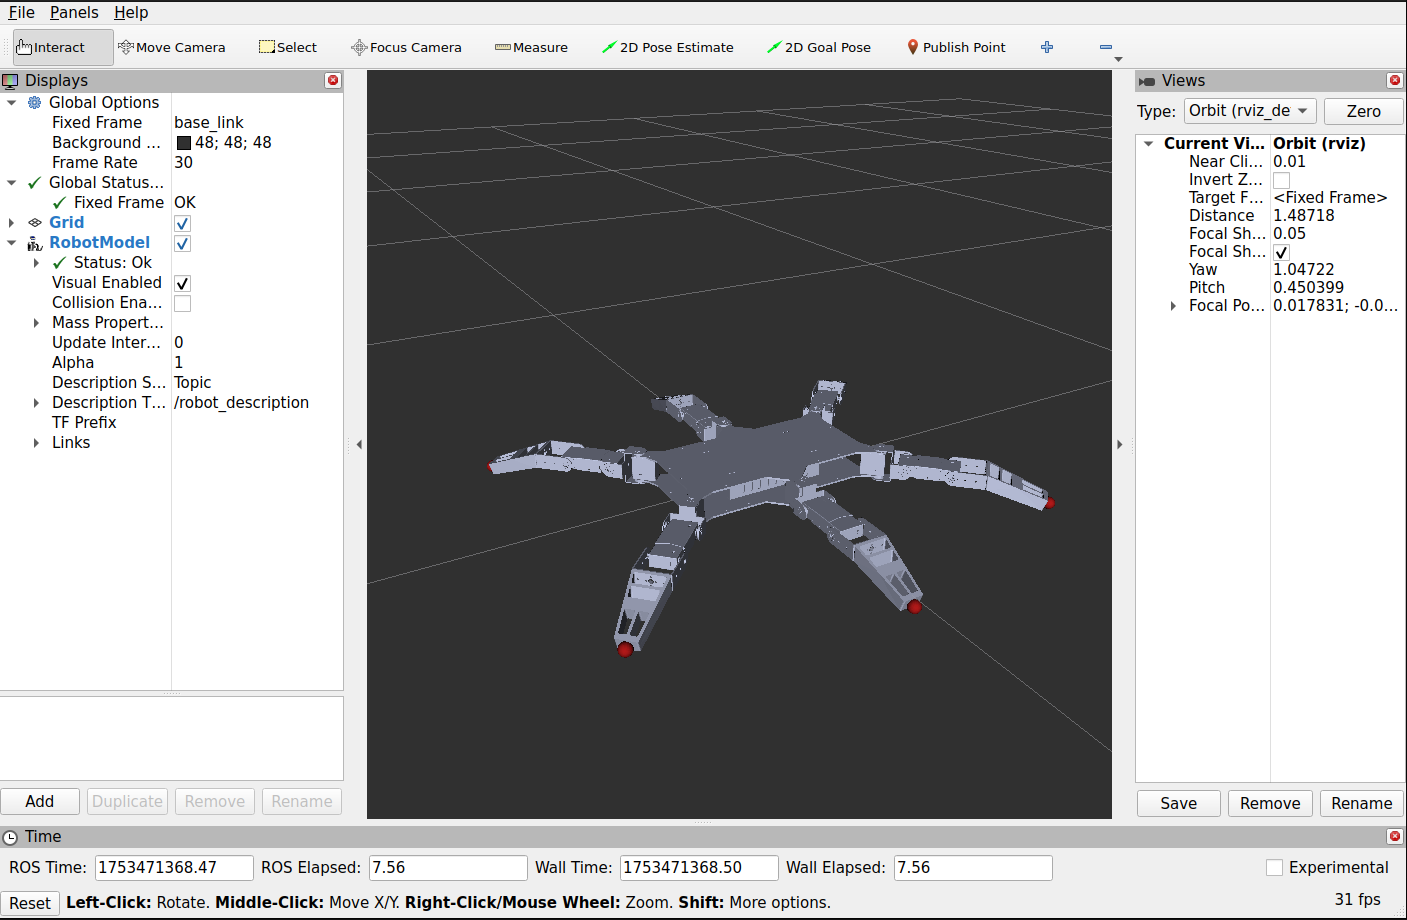 File Panels Help
Interact Move Camera Select Focus Camera Measure 2D Pose Estimate 2D Goal Pose Publish Point
Displays
Global Options
Fixed Frame base_link
Background ... 48; 48; 48
Frame Rate 30
Global Status...
Fixed Frame OK
Grid
RobotModel
Status: Ok
Visual Enabled
Collision Ena...
Mass Propert...
Update Inter... 0
Alpha 1
Description S... Topic
Description T... /robot_description
TF Prefix
Links
Add Duplicate Remove Rename
Views
Type: Orbit (rviz_de Zero
Current Vi... Orbit (rviz)
Near Cli... 0.01
Invert Z...
Target F... <Fixed Frame>
Distance 1.48718
Focal Sh... 0.05
Focal Sh...
Yaw 1.04722
Pitch 0.450399
Focal Po... 0.017831; -0.0...
Save Remove Rename
Time
ROS Time: 1753471368.47 ROS Elapsed: 7.56 Wall Time: 1753471368.50 Wall Elapsed: 7.56 Experimental
Reset Left-Click: Rotate. Middle-Click: Move X/Y. Right-Click/Mouse Wheel: Zoom. Shift: More options. 31 fps